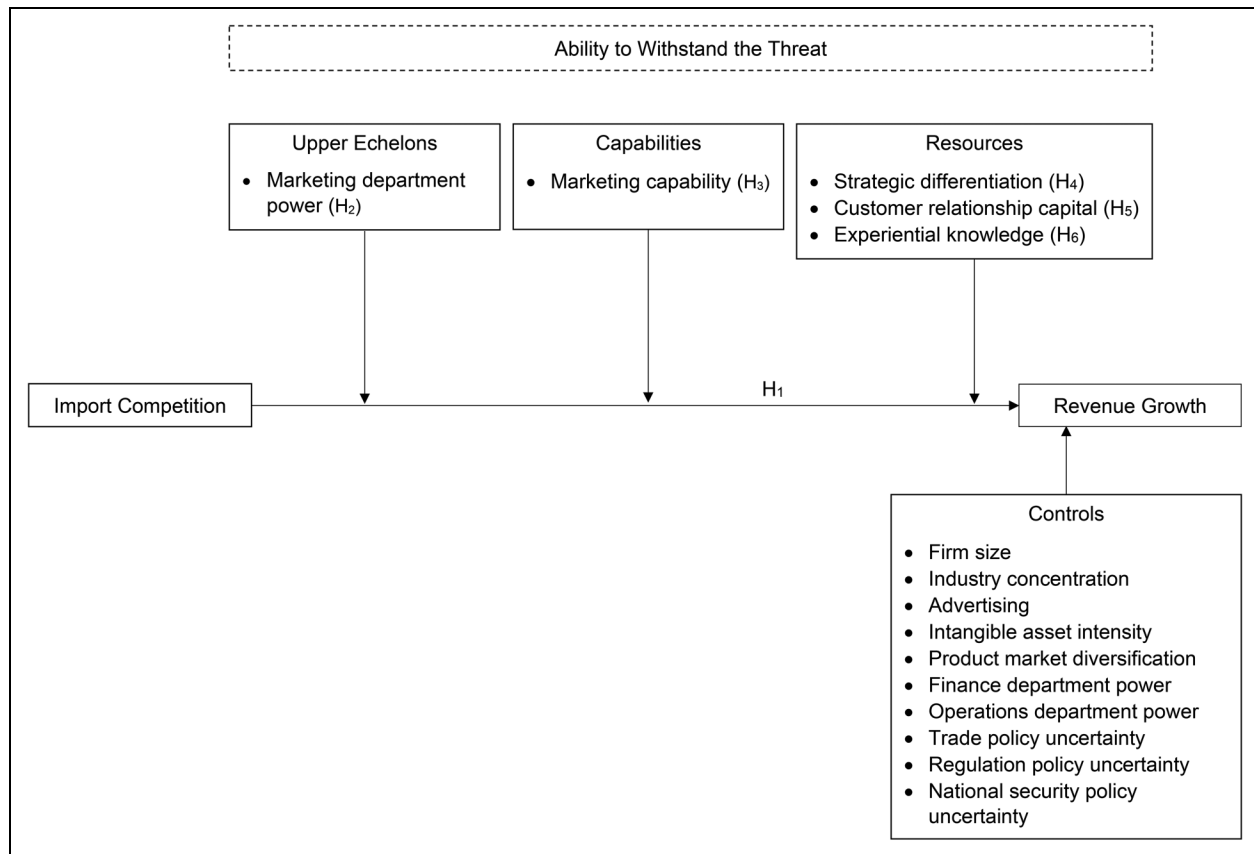 Ability to Withstand the Threat
Upper Echelons
• Marketing department
power (H₂)
Capabilities
• Marketing capability (H₃)
Resources
• Strategic differentiation (H₄)
• Customer relationship capital (H₅)
• Experiential knowledge (H₆)
Import Competition
H₁
Revenue Growth
Controls
• Firm size
• Industry concentration
• Advertising
• Intangible asset intensity
• Product market diversification
• Finance department power
• Operations department power
• Trade policy uncertainty
• Regulation policy uncertainty
• National security policy
uncertainty